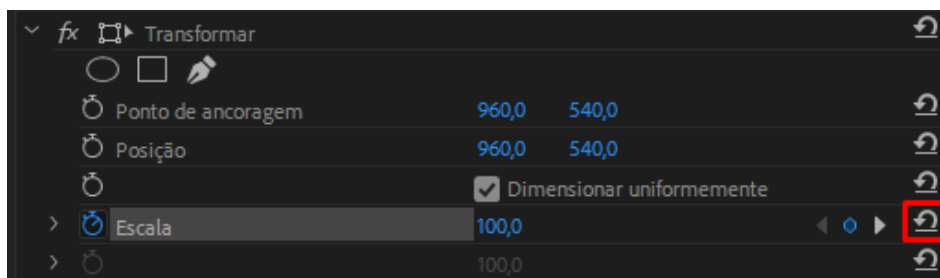 fx Transformar
Ponto de ancoragem 960,0 540,0
Posição 960,0 540,0
Dimensionar uniformemente
Escala 100,0
100,0